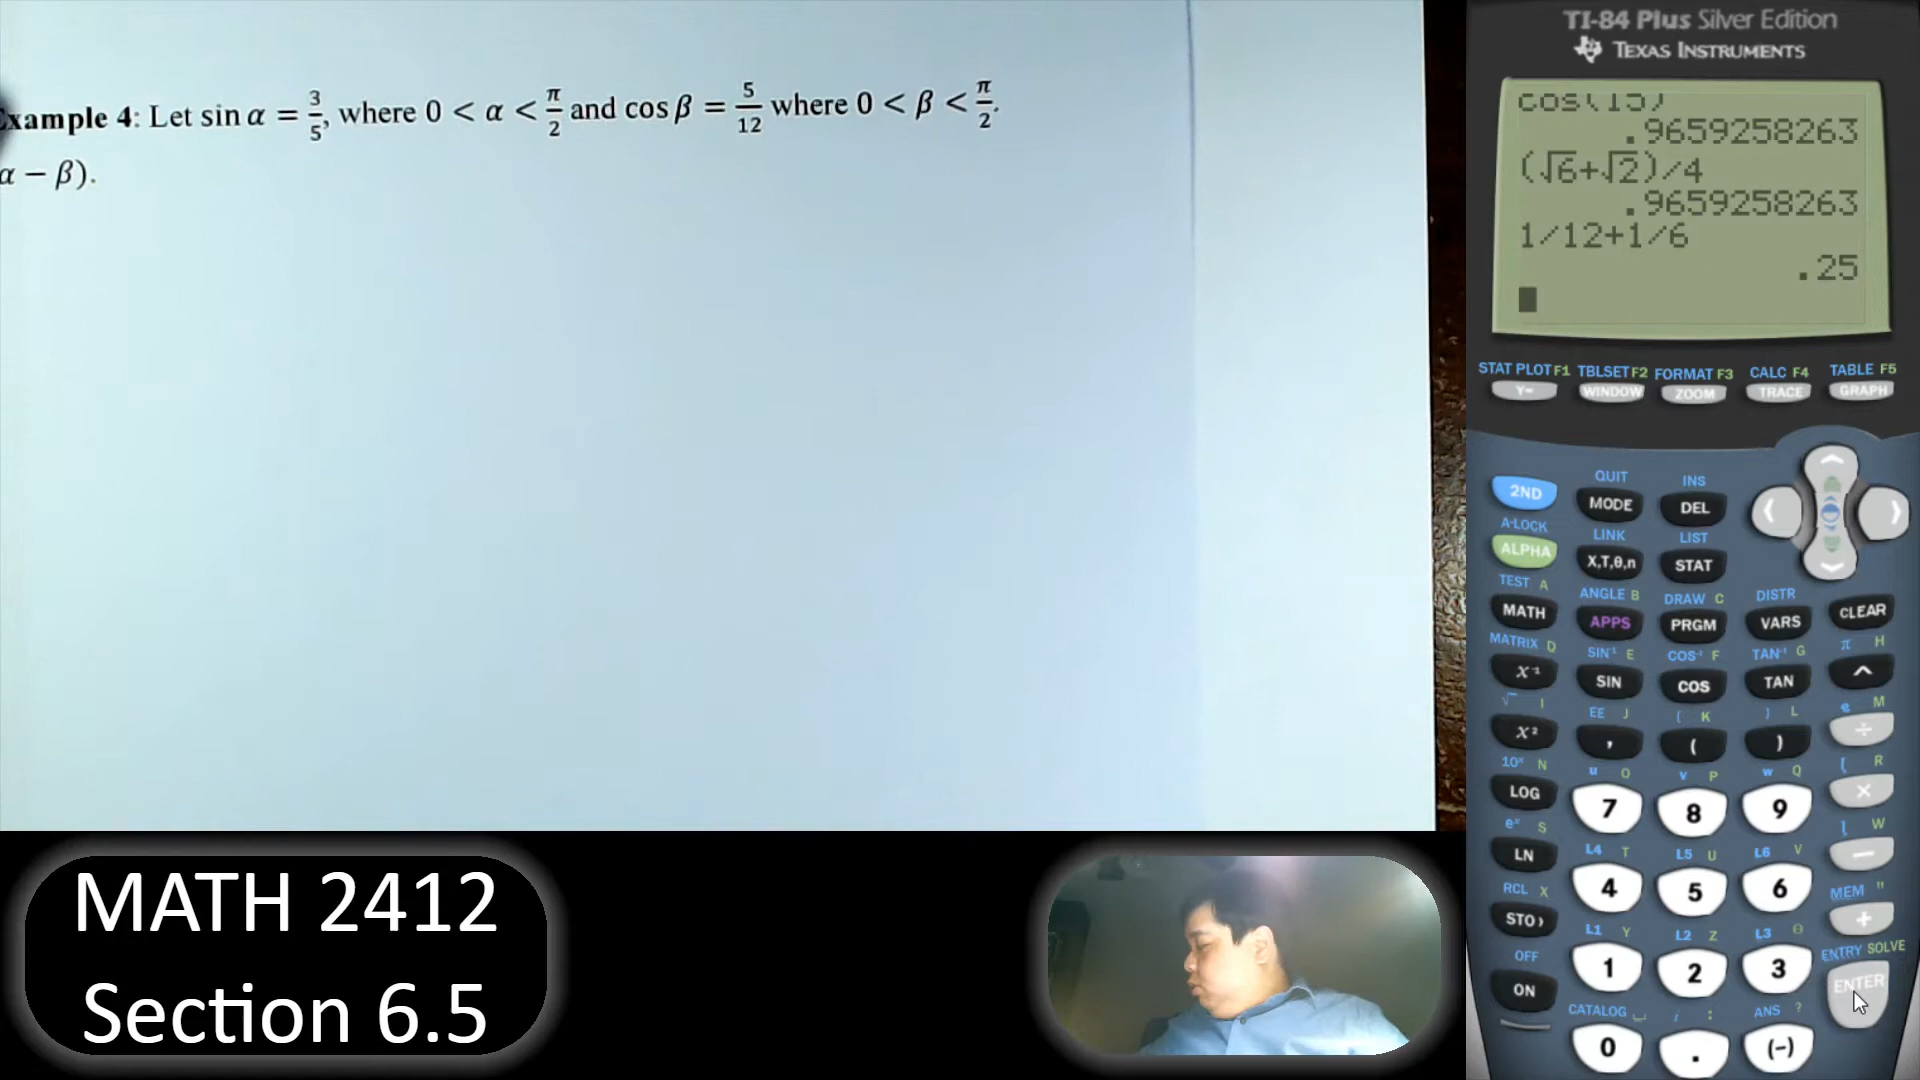 xample 4: Let sin α = 3/5, where 0 < α < π/2 and cos β = 5/12 where 0 < β < π/2.
α − β).
TI-84 Plus Silver Edition
TEXAS INSTRUMENTS
cos(15)
.9659258263
(√6+√2)/4
.9659258263
1/12+1/6
.25
STAT PLOT F1 TBLSET F2 FORMAT F3 CALC F4 TABLE F5
Y= WINDOW ZOOM TRACE GRAPH
QUIT INS
2ND MODE DEL
A-LOCK LINK LIST
ALPHA X,T,θ,n STAT
TEST A ANGLE B DRAW C DISTR
MATH APPS PRGM VARS CLEAR
MATRIX D SIN⁻¹ E COS⁻¹ F TAN⁻¹ G π H
x⁻¹ SIN COS TAN ^
√ I EE J { K } L e M
x² , ( ) ÷
10ˣ N u O v P w Q [ R
LOG 7 8 9 ×
eˣ S L4 T L5 U L6 V ] W
LN 4 5 6 −
RCL X L1 Y L2 Z L3 θ MEM "
STO› 1 2 3 +
OFF CATALOG i : ANS ? ENTRY SOLVE
ON 0 . (-) ENTER
MATH 2412
Section 6.5